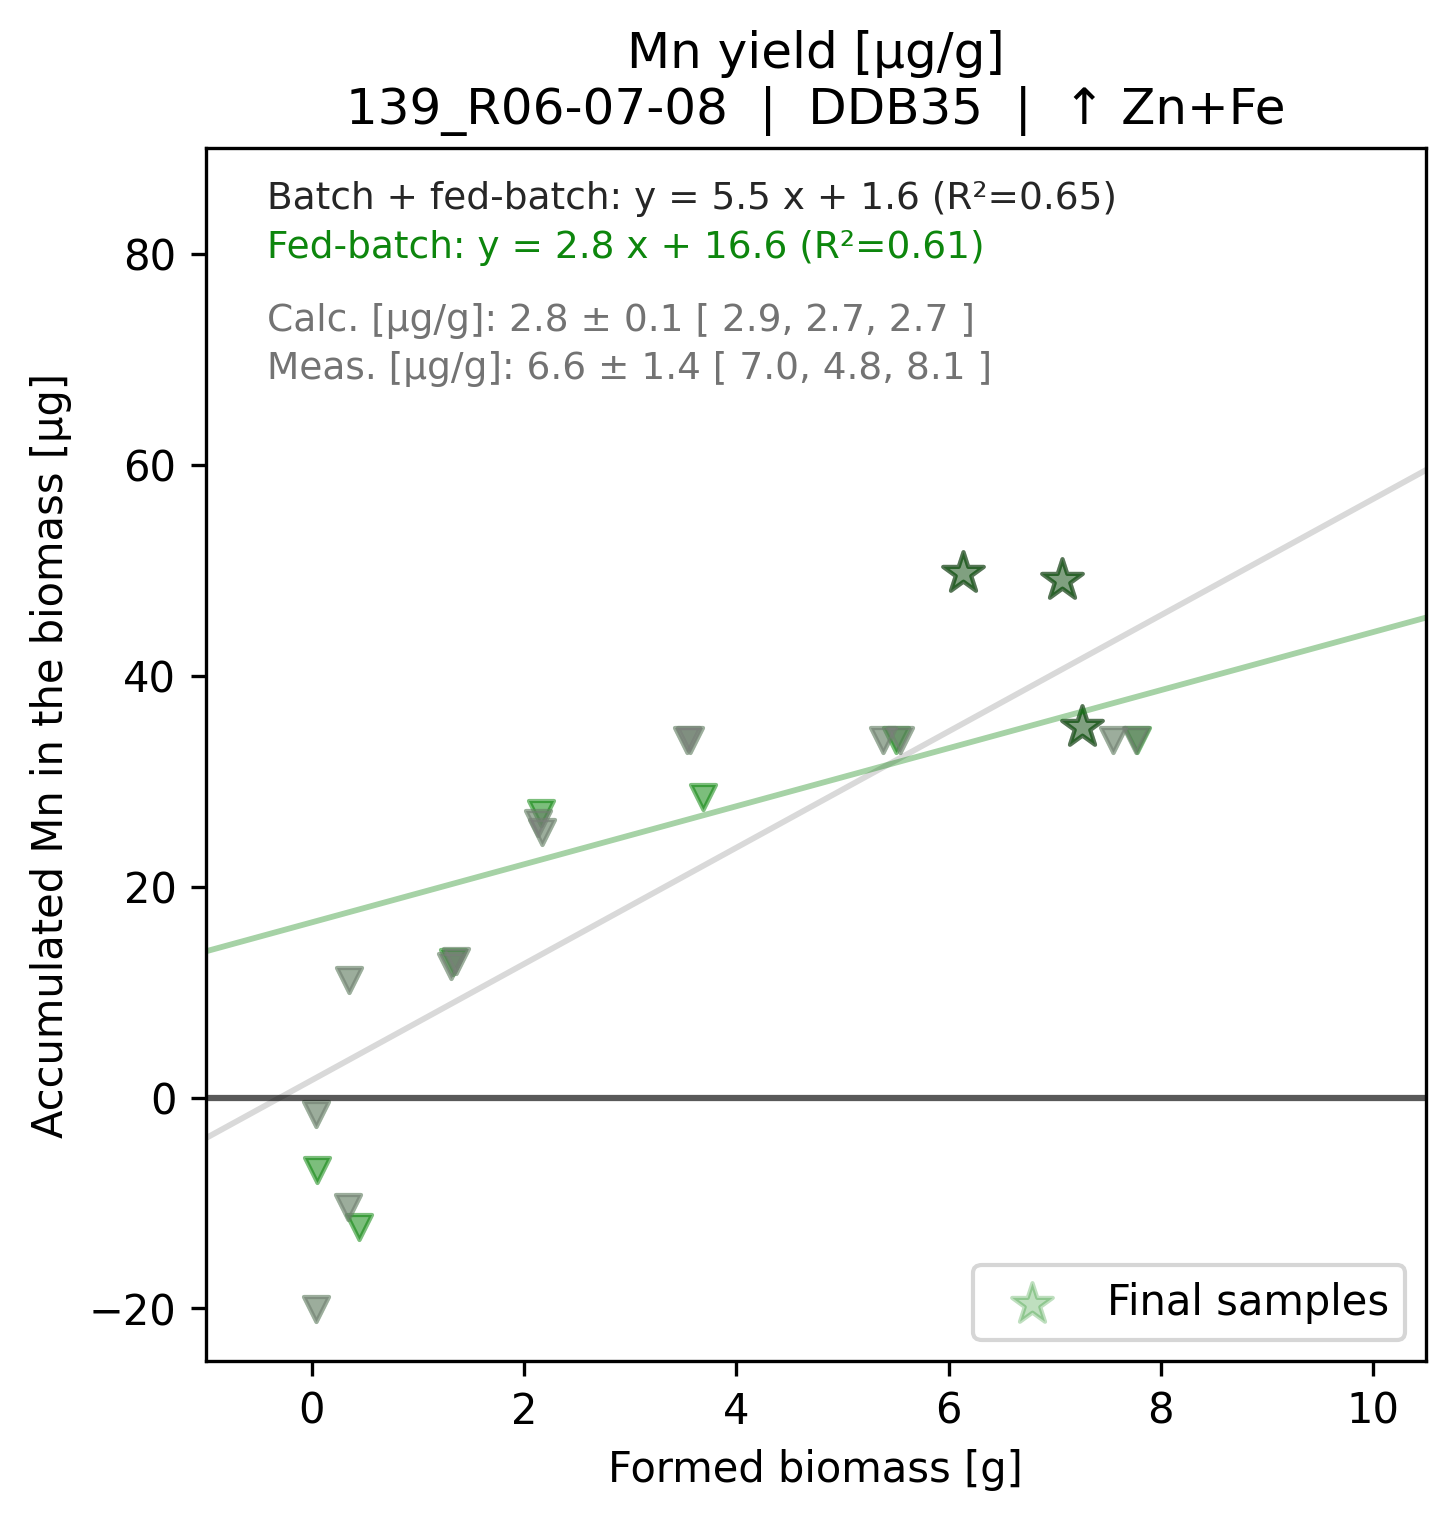 Mn yield [µg/g]
139_R06-07-08 | DDB35 | ↑ Zn+Fe
Batch + fed-batch: y = 5.5 x + 1.6 (R²=0.65)
Fed-batch: y = 2.8 x + 16.6 (R²=0.61)
Calc. [µg/g]: 2.8 ± 0.1 [ 2.9, 2.7, 2.7 ]
Meas. [µg/g]: 6.6 ± 1.4 [ 7.0, 4.8, 8.1 ]
Accumulated Mn in the biomass [µg]
80
60
40
20
0
−20
Final samples
0 2 4 6 8 10
Formed biomass [g]